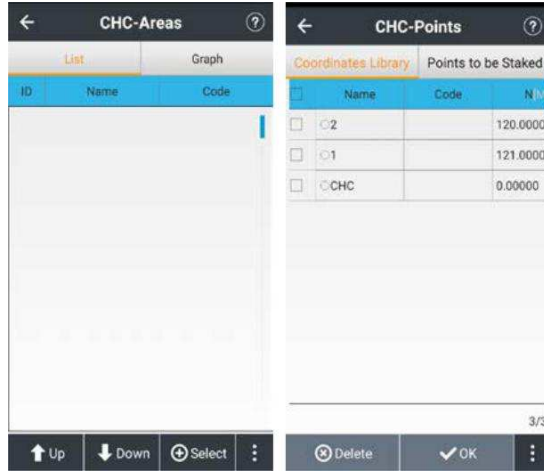 CHC-Areas
List Graph
ID Name Code
Up Down Select
CHC-Points
Coordinates Library Points to be Staked
Name Code N
2 120.0000
1 121.0000
CHC 0.00000
3/3
Delete OK